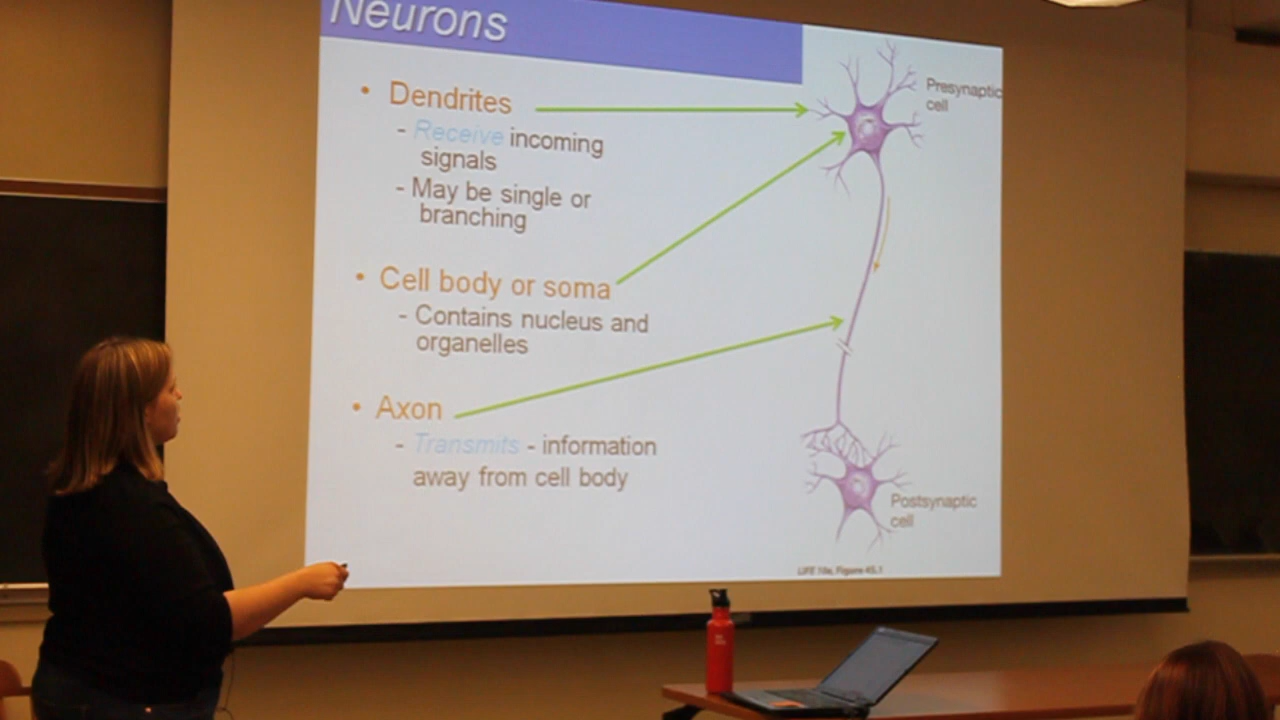 Neurons
• Dendrites
- Receive incoming
signals
- May be single or
branching
• Cell body or soma
- Contains nucleus and
organelles
• Axon
- Transmits - information
away from cell body
Presynaptic
cell
Postsynaptic
cell
LIFE 10e, Figure 45.1